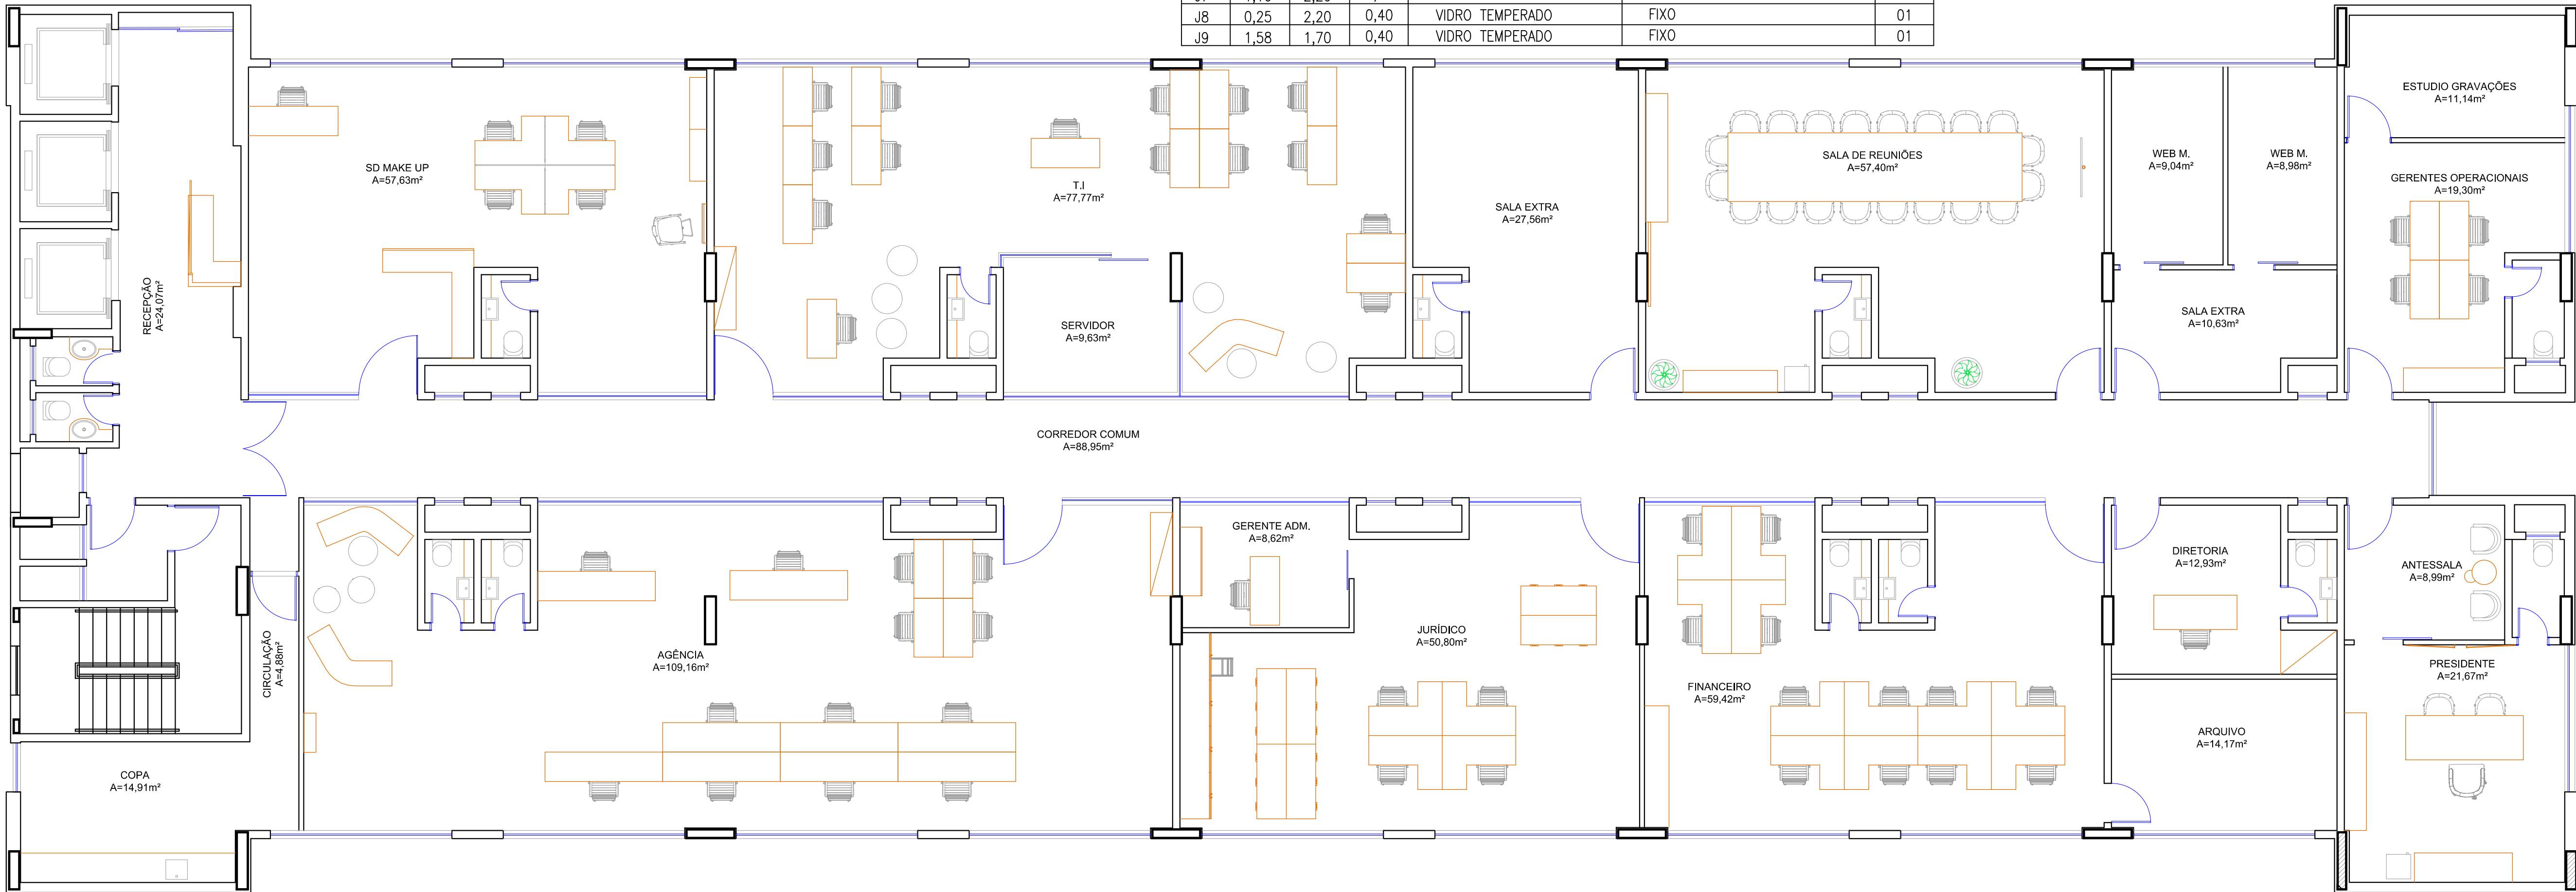 J8 0,25 2,20 0,40 VIDRO TEMPERADO FIXO 01
J9 1,58 1,70 0,40 VIDRO TEMPERADO FIXO 01
ESTUDIO GRAVAÇÕES
A=11,14m²
SD MAKE UP
A=57,63m²
T.I
A=77,77m²
SALA EXTRA
A=27,56m²
SALA DE REUNIÕES
A=57,40m²
WEB M.
A=9,04m²
WEB M.
A=8,98m²
GERENTES OPERACIONAIS
A=19,30m²
RECEPÇÃO
A=24,07m²
SERVIDOR
A=9,63m²
SALA EXTRA
A=10,63m²
CORREDOR COMUM
A=88,95m²
GERENTE ADM.
A=8,62m²
DIRETORIA
A=12,93m²
ANTESSALA
A=8,99m²
CIRCULAÇÃO
A=4,88m²
AGÊNCIA
A=109,16m²
JURÍDICO
A=50,80m²
FINANCEIRO
A=59,42m²
PRESIDENTE
A=21,67m²
ARQUIVO
A=14,17m²
COPA
A=14,91m²